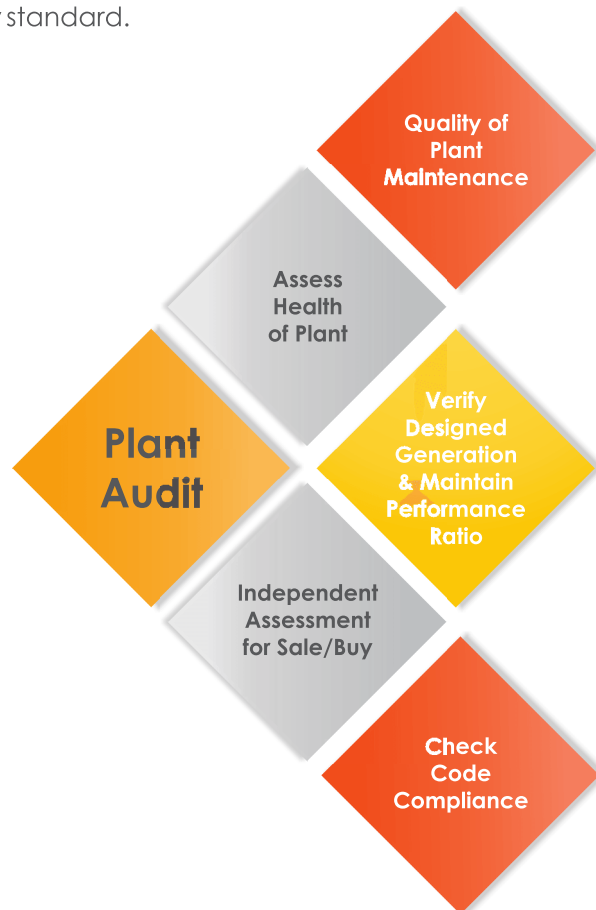 standard.
Quality of
Plant
Maintenance
Assess
Health
of Plant
Plant
Audit
Verify
Designed
Generation
& Maintain
Performance
Ratio
Independent
Assessment
for Sale/Buy
Check
Code
Compliance